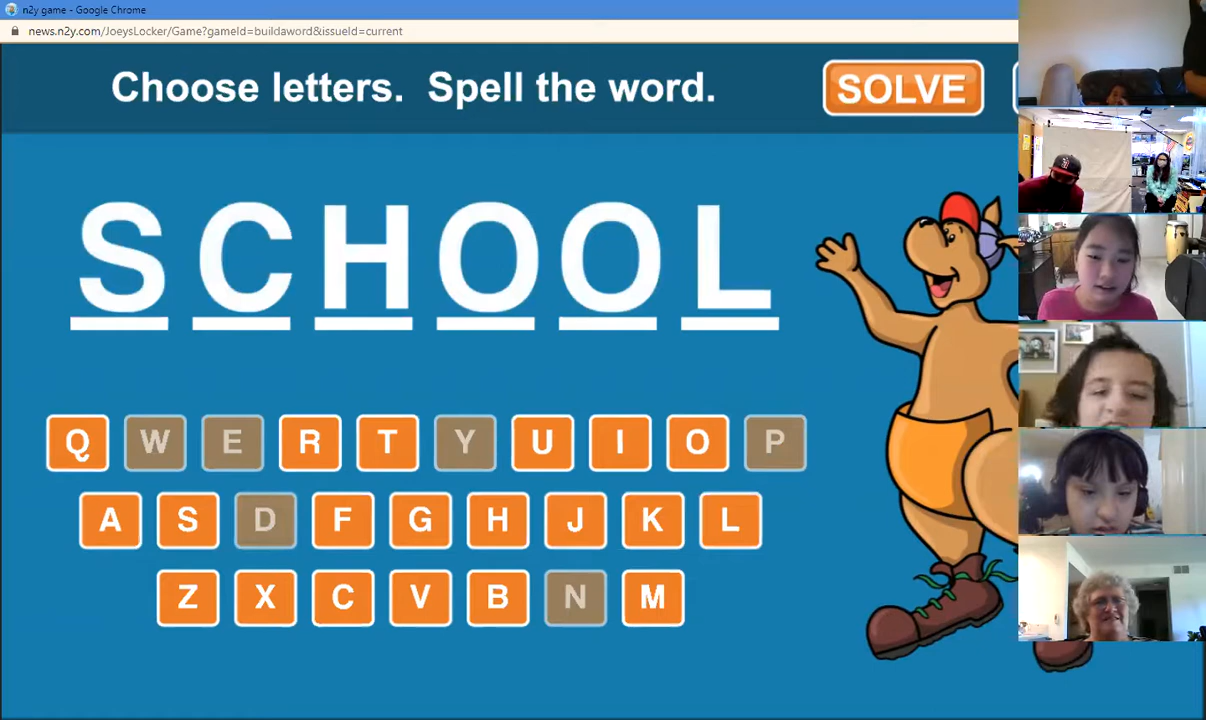 n2y game - Google Chrome
news.n2y.com/JoeysLocker/Game?gameId=buildaword&issueId=current
Choose letters. Spell the word. SOLVE
SCHOOL
Q W E R T Y U I O P
A S D F G H J K L
Z X C V B N M